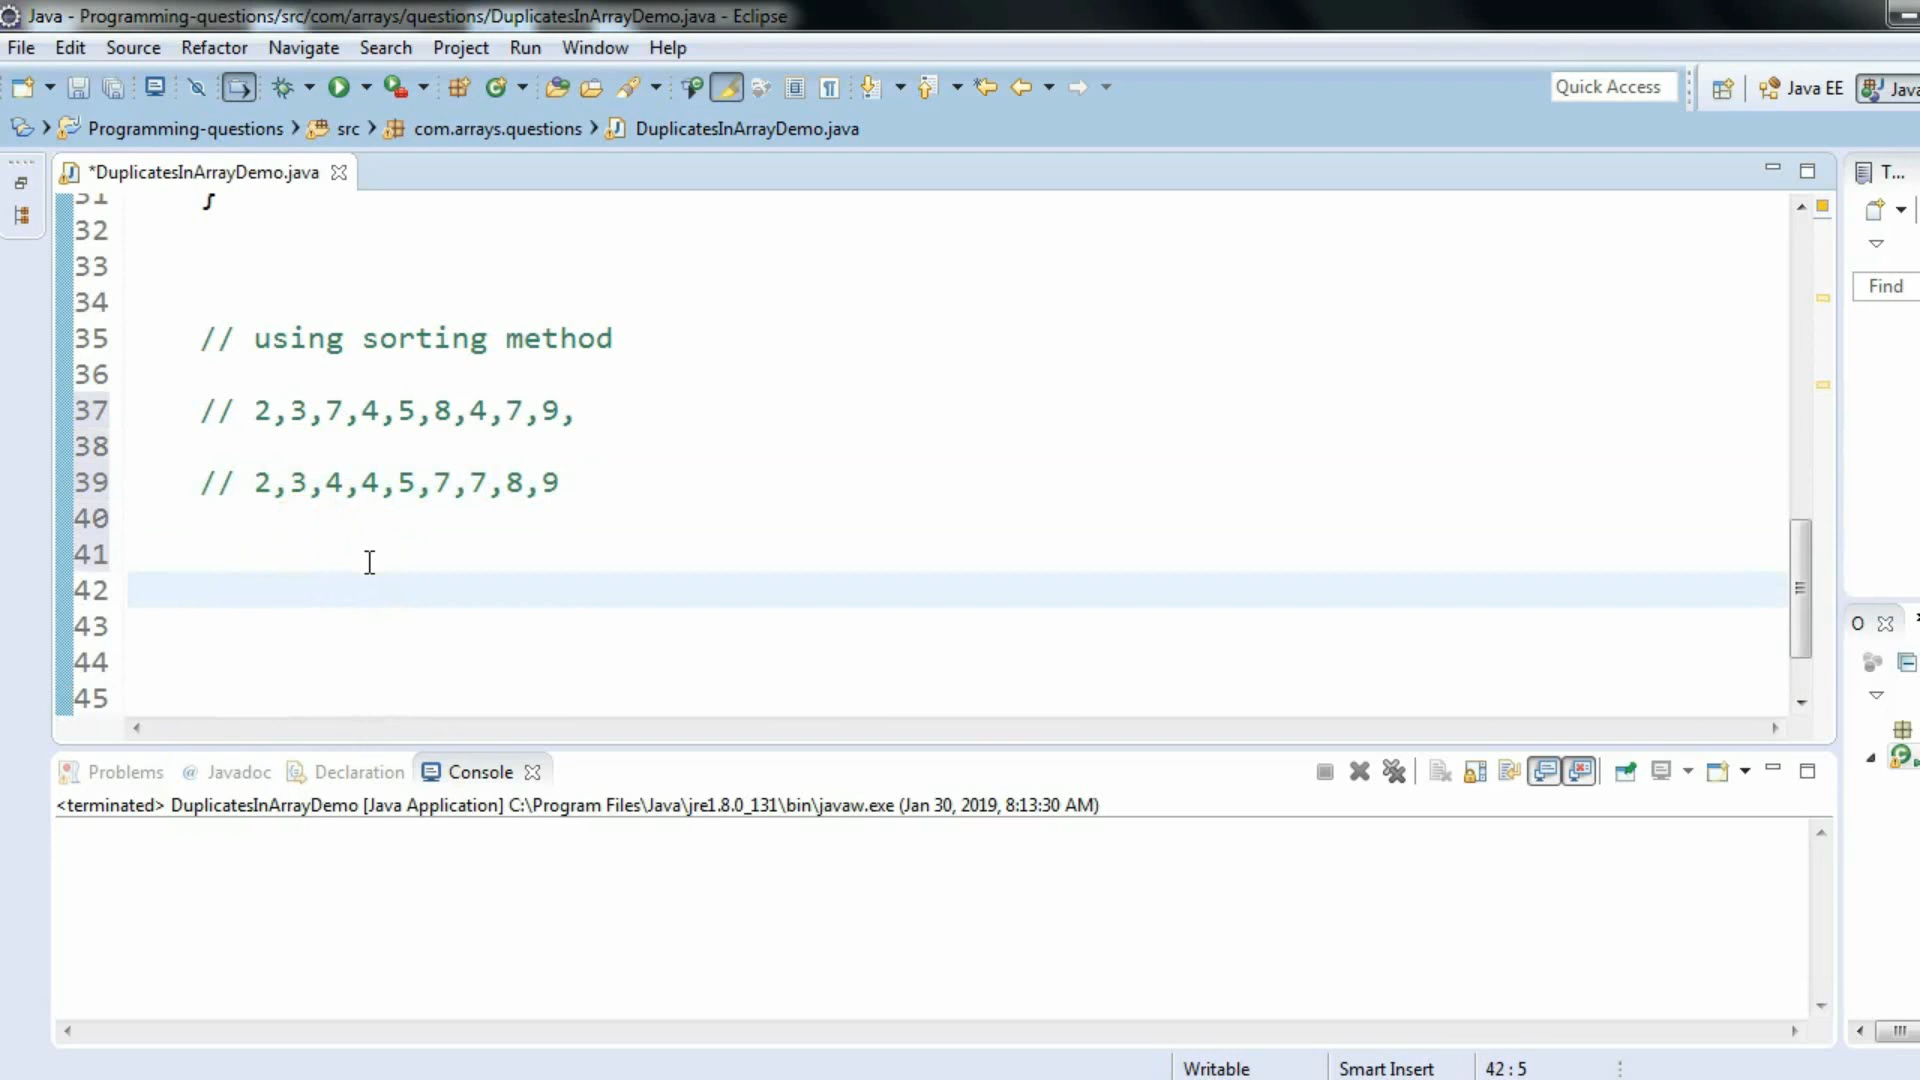 Java - Programming-questions/src/com/arrays/questions/DuplicatesInArrayDemo.java - Eclipse
File Edit Source Refactor Navigate Search Project Run Window Help
Quick Access Java EE Java
Programming-questions src com.arrays.questions DuplicatesInArrayDemo.java
*DuplicatesInArrayDemo.java T...
31 }
32
33
34
35 // using sorting method
36
37 // 2,3,7,4,5,8,4,7,9,
38
39 // 2,3,4,4,5,7,7,8,9
40
41
42
43
44
45
Find
O
Problems @ Javadoc Declaration Console
<terminated> DuplicatesInArrayDemo [Java Application] C:\Program Files\Java\jre1.8.0_131\bin\javaw.exe (Jan 30, 2019, 8:13:30 AM)
Writable Smart Insert 42 : 5